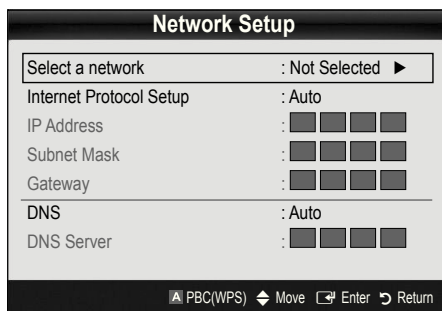 Network Setup
Select a network : Not Selected ►
Internet Protocol Setup : Auto
IP Address :
Subnet Mask :
Gateway :
DNS : Auto
DNS Server :
A PBC(WPS) Move Enter Return